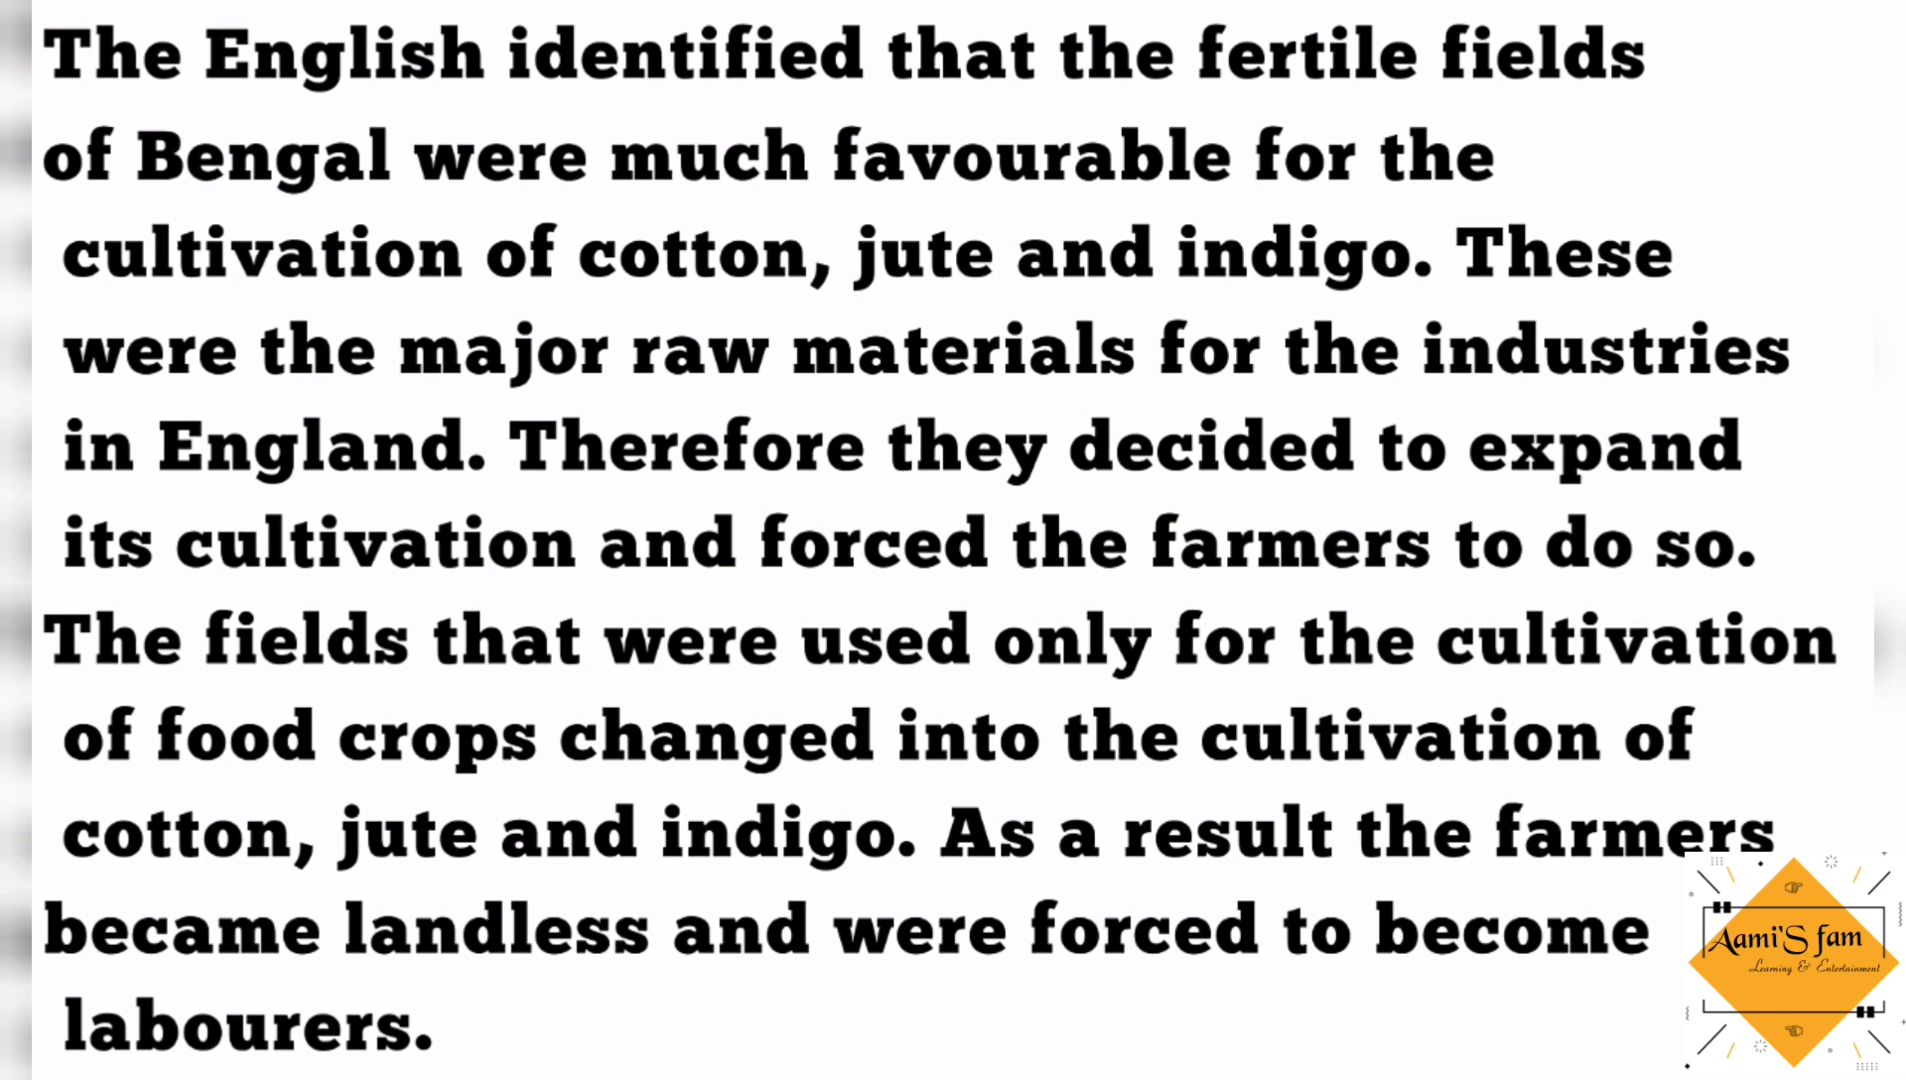 The English identified that the fertile fields
of Bengal were much favourable for the
cultivation of cotton, jute and indigo. These
were the major raw materials for the industries
in England. Therefore they decided to expand
its cultivation and forced the farmers to do so.
The fields that were used only for the cultivation
of food crops changed into the cultivation of
cotton, jute and indigo. As a result the farmers
became landless and were forced to become
labourers.
Aami'S fam
Learning & Entertainment